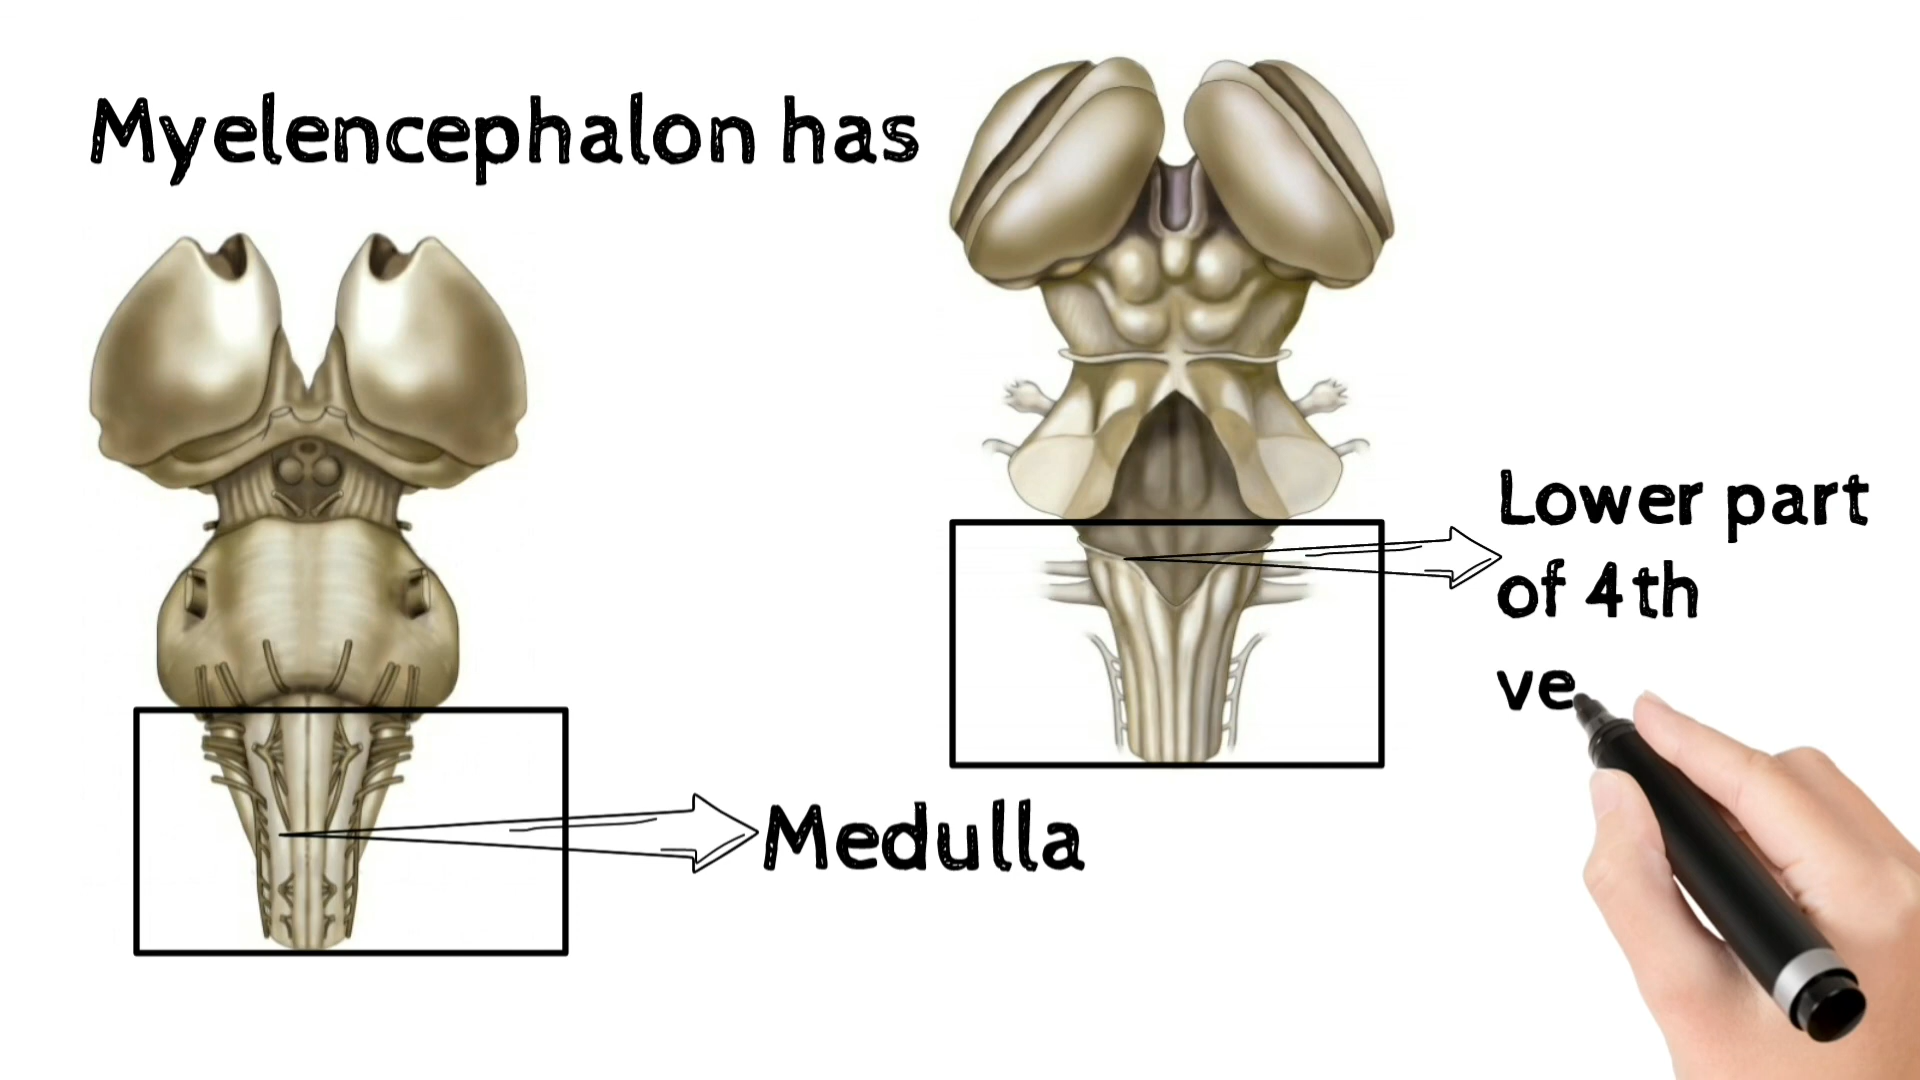 Myelencephalon has
Lower part
of 4th
ve
Medulla